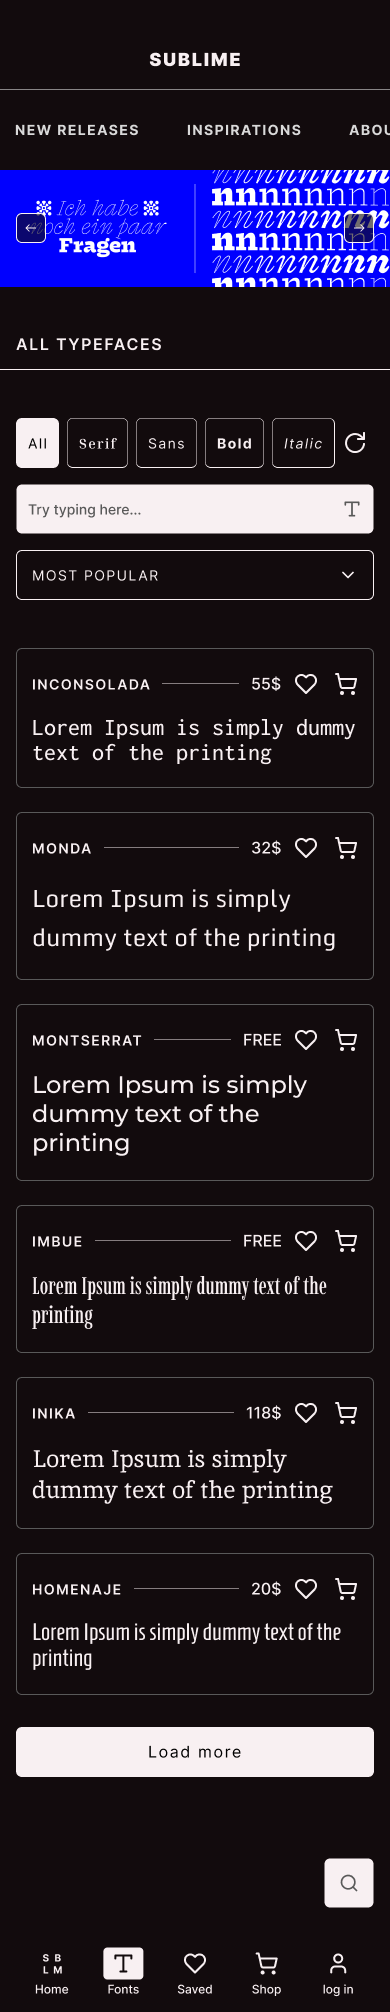 SUBLIME
NEW RELEASES INSPIRATIONS ABOU
Ich habe
noch ein paar
Fragen
nnnnnnnnnn
nnnnnnnn
nnnnnnnnnn
nnnnnnnn
nnnnnnnnnn
nnnnnnnn
ALL TYPEFACES
All Serif Sans Bold Italic
Try typing here...
MOST POPULAR
INCONSOLADA 55$
Lorem Ipsum is simply dummy
text of the printing
MONDA 32$
Lorem Ipsum is simply
dummy text of the printing
MONTSERRAT FREE
Lorem Ipsum is simply
dummy text of the
printing
IMBUE FREE
Lorem Ipsum is simply dummy text of the
printing
INIKA 118$
Lorem Ipsum is simply
dummy text of the printing
HOMENAJE 20$
Lorem Ipsum is simply dummy text of the
printing
Load more
S B
L M
Home Fonts Saved Shop log in